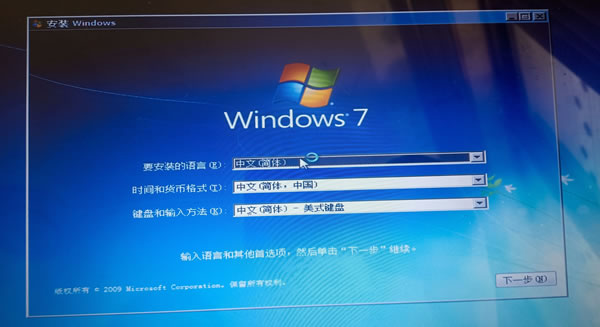 安装 Windows
Windows 7
要安装的语言(E): 中文(简体)
时间和货币格式(T): 中文(简体，中国)
键盘和输入方法(K): 中文(简体) - 美式键盘
输入语言和其他首选项，然后单击“下一步”继续。
版权所有 © 2009 Microsoft Corporation。保留所有权利。
下一步(N)